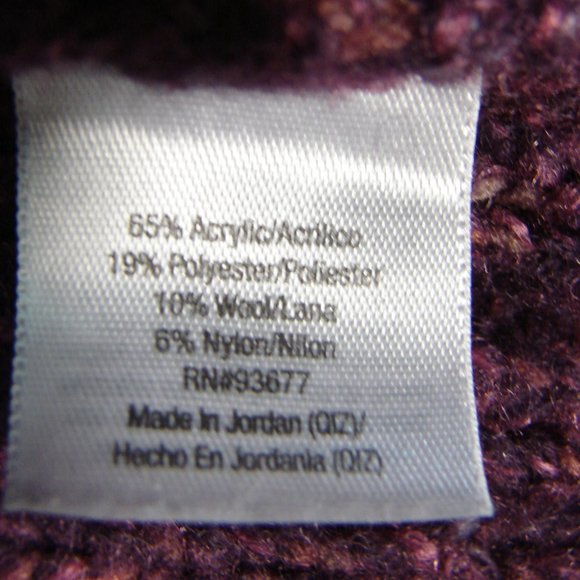 65% Acrylic/Acrilico
19% Polyester/Poliester
10% Wool/Lana
6% Nylon/Nilon
RN#93677
Made In Jordan (QIZ)/
Hecho En Jordania (QIZ)